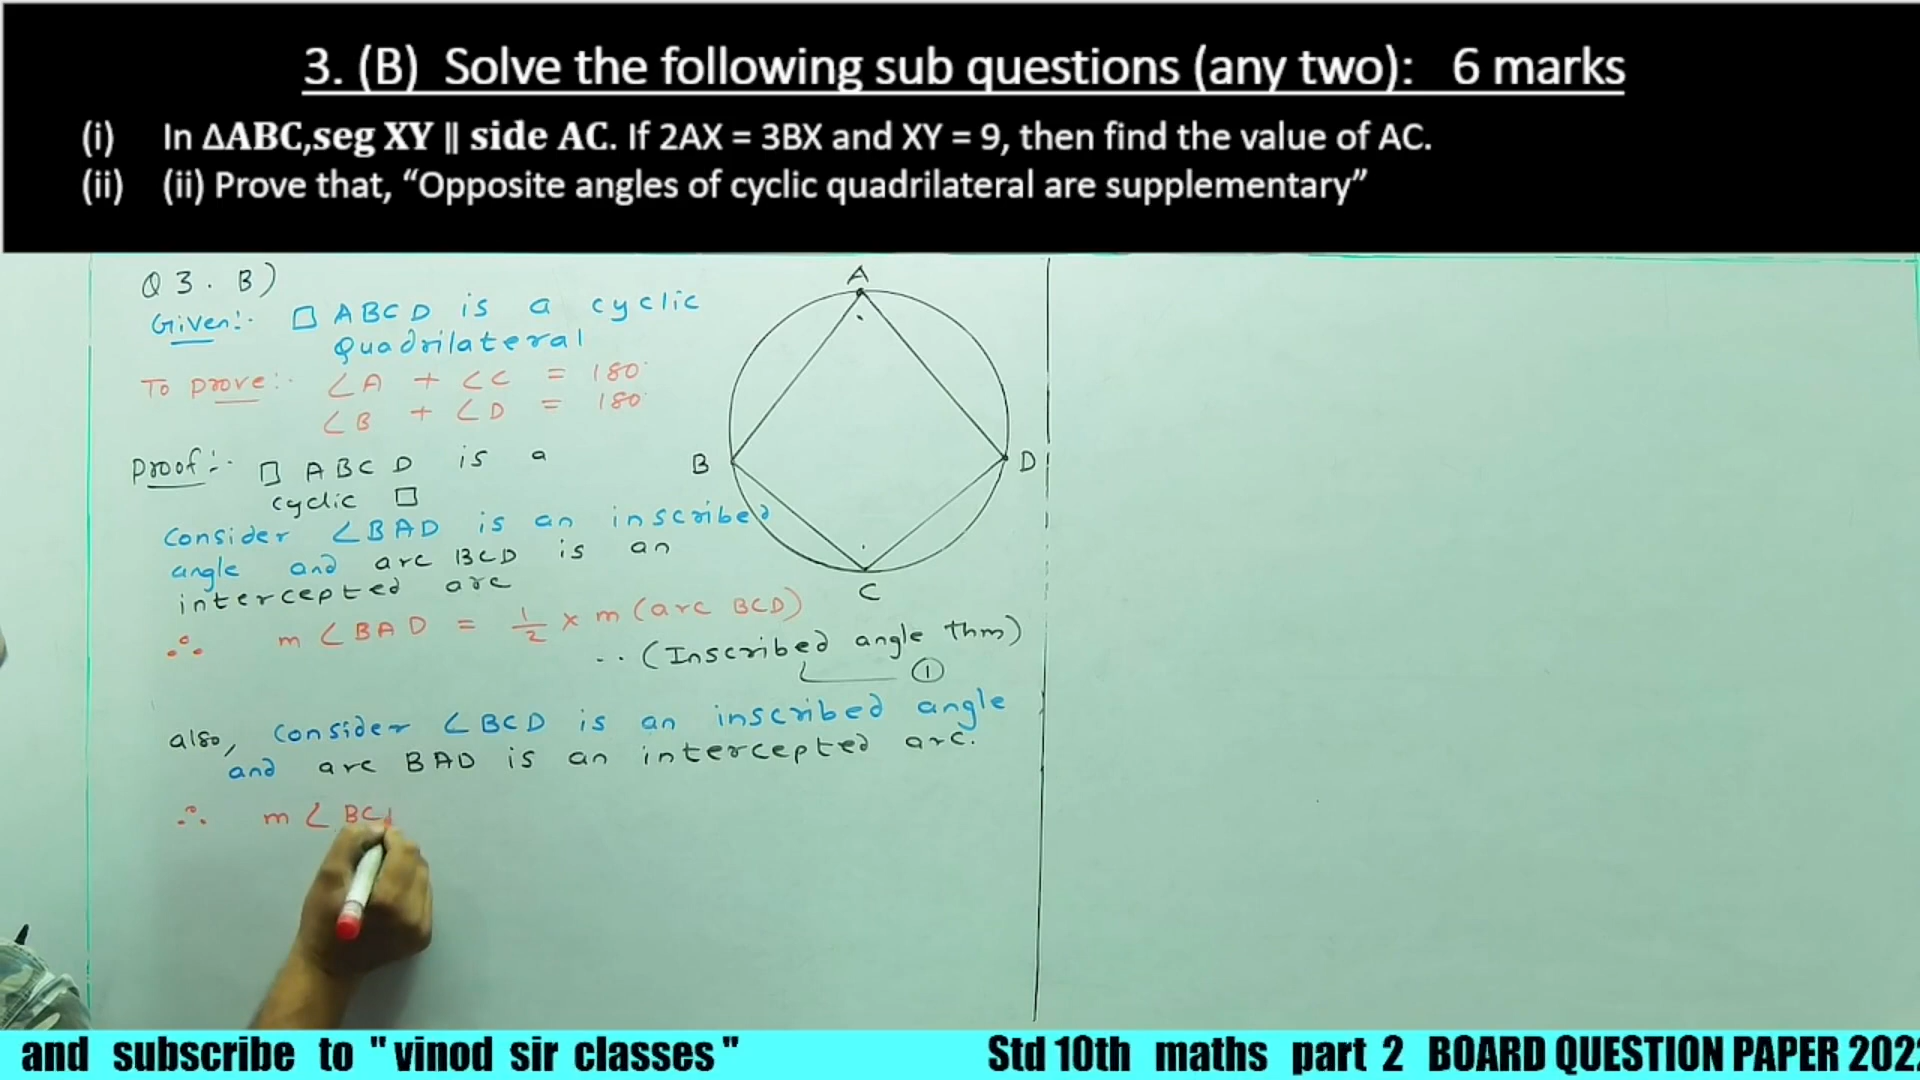 3. (B) Solve the following sub questions (any two): 6 marks
(i) In ΔABC,seg XY ∥ side AC. If 2AX = 3BX and XY = 9, then find the value of AC.
(ii) (ii) Prove that, “Opposite angles of cyclic quadrilateral are supplementary”
Q 3. B)
Given:- □ ABCD is a cyclic
Quadrilateral
To prove:- ∠A + ∠C = 180°
∠B + ∠D = 180°
Proof:- □ ABCD is a
cyclic □
Consider ∠BAD is an inscribed
angle and arc BCD is an
intercepted arc
∴ m∠BAD = 1/2 × m(arc BCD)
.. (Inscribed angle thm)
①
also, Consider ∠BCD is an inscribed angle
and arc BAD is an intercepted arc.
∴ m∠BC
A
B
D
C
and subscribe to "vinod sir classes" Std 10th maths part 2 BOARD QUESTION PAPER 202